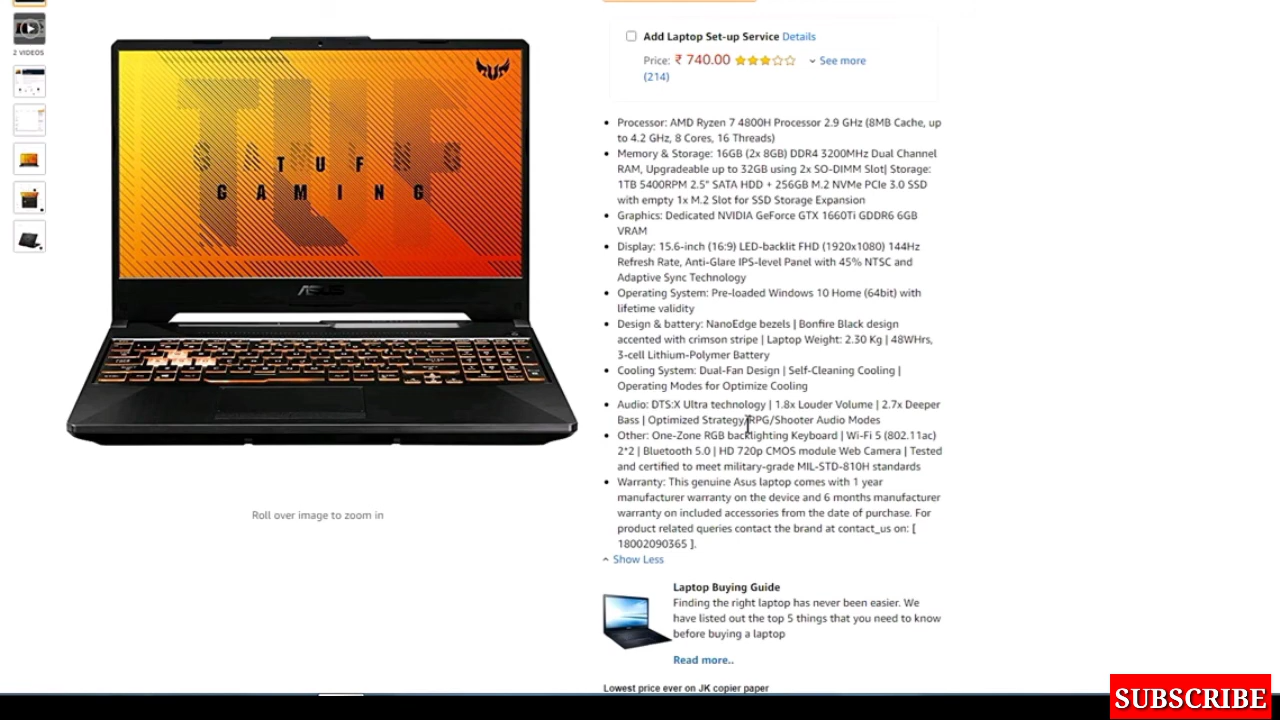 2 VIDEOS
TUF
TUF
GAMING
ASUS
Roll over image to zoom in
Add Laptop Set-up Service Details
Price: ₹ 740.00 See more
(214)
Processor: AMD Ryzen 7 4800H Processor 2.9 GHz (8MB Cache, up
to 4.2 GHz, 8 Cores, 16 Threads)
Memory & Storage: 16GB (2x 8GB) DDR4 3200MHz Dual Channel
RAM, Upgradeable up to 32GB using 2x SO-DIMM Slot| Storage:
1TB 5400RPM 2.5" SATA HDD + 256GB M.2 NVMe PCIe 3.0 SSD
with empty 1x M.2 Slot for SSD Storage Expansion
Graphics: Dedicated NVIDIA GeForce GTX 1660Ti GDDR6 6GB
VRAM
Display: 15.6-inch (16:9) LED-backlit FHD (1920x1080) 144Hz
Refresh Rate, Anti-Glare IPS-level Panel with 45% NTSC and
Adaptive Sync Technology
Operating System: Pre-loaded Windows 10 Home (64bit) with
lifetime validity
Design & battery: NanoEdge bezels | Bonfire Black design
accented with crimson stripe | Laptop Weight: 2.30 Kg | 48WHrs,
3-cell Lithium-Polymer Battery
Cooling System: Dual-Fan Design | Self-Cleaning Cooling |
Operating Modes for Optimize Cooling
Audio: DTS:X Ultra technology | 1.8x Louder Volume | 2.7x Deeper
Bass | Optimized Strategy/RPG/Shooter Audio Modes
Other: One-Zone RGB backlighting Keyboard | Wi-Fi 5 (802.11ac)
2*2 | Bluetooth 5.0 | HD 720p CMOS module Web Camera | Tested
and certified to meet military-grade MIL-STD-810H standards
Warranty: This genuine Asus laptop comes with 1 year
manufacturer warranty on the device and 6 months manufacturer
warranty on included accessories from the date of purchase. For
product related queries contact the brand at contact_us on: [
18002090365 ].
Show Less
Laptop Buying Guide
Finding the right laptop has never been easier. We
have listed out the top 5 things that you need to know
before buying a laptop
Read more..
Lowest price ever on JK copier paper
SUBSCRIBE